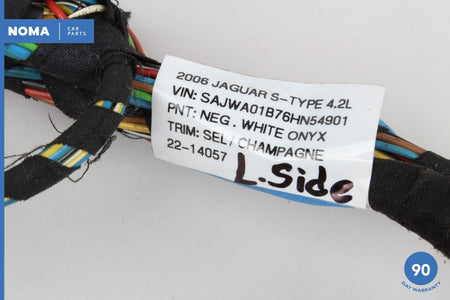 NOMA
CAR
PARTS
2006 JAGUAR S-TYPE 4.2L
VIN: SAJWA01B76HN54901
PNT: NEG. WHITE ONYX
TRIM: SEL / CHAMPAGNE
22-14057
L.Side
90
DAY WARRANTY